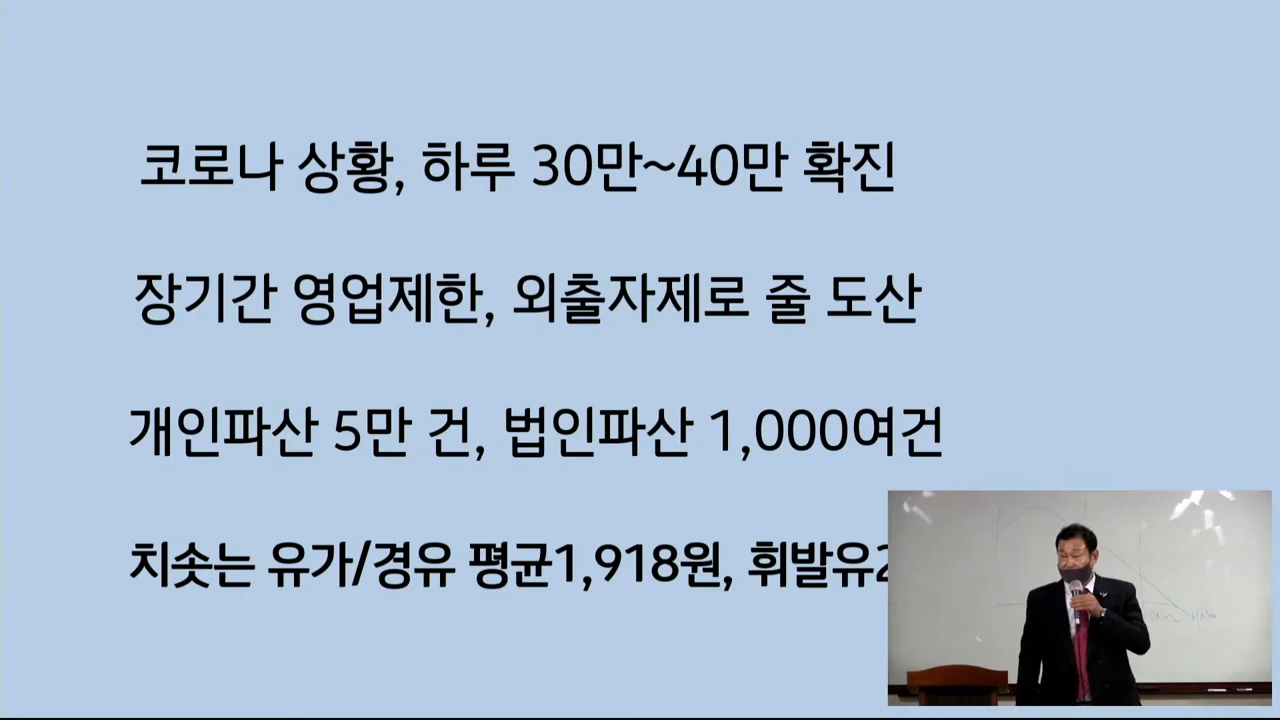 코로나 상황, 하루 30만~40만 확진
장기간 영업제한, 외출자제로 줄 도산
개인파산 5만 건, 법인파산 1,000여건
치솟는 유가/경유 평균1,918원, 휘발유2